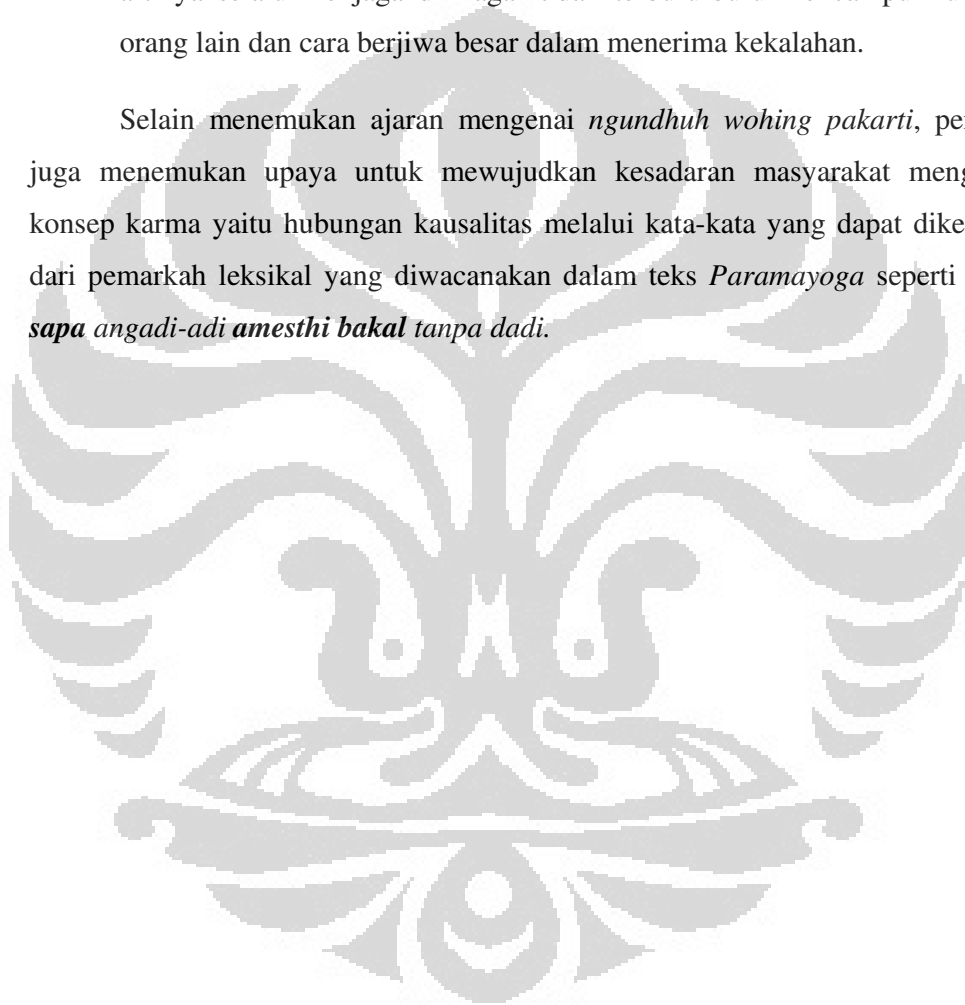 orang lain dan cara berjiwa besar dalam menerima kekalahan.
Selain menemukan ajaran mengenai ngundhuh wohing pakarti,
juga menemukan upaya untuk mewujudkan kesadaran masyarakat
konsep karma yaitu hubungan kausalitas melalui kata-kata yang dapat
dari pemarkah leksikal yang diwacanakan dalam teks Paramayoga seperti
sapa angadi-adi amesthi bakal tanpa dadi.